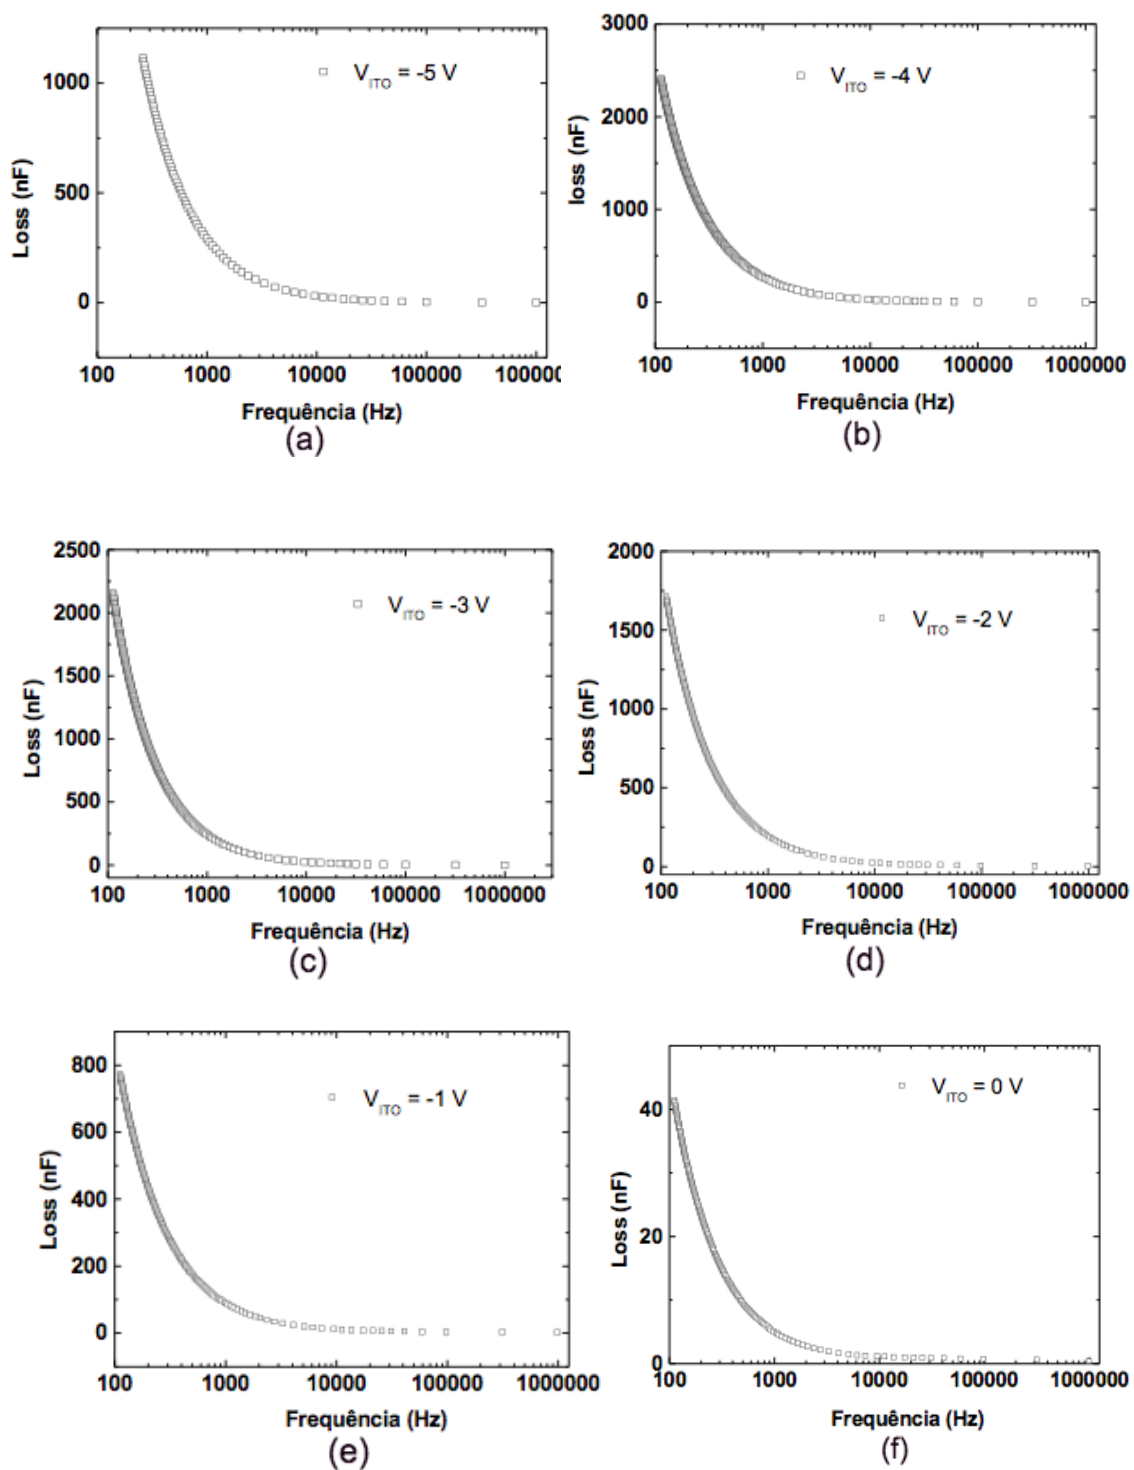 1000
500
0
Loss (nF)
V_ITO = -5 V
100 1000 10000 100000 100000
Frequência (Hz)
(a)
3000
2000
1000
0
loss (nF)
V_ITO = -4 V
100 1000 10000 100000 1000000
Frequência (Hz)
(b)
2500
2000
1500
1000
500
0
Loss (nF)
V_ITO = -3 V
100 1000 10000 100000 1000000
Frequência (Hz)
(c)
2000
1500
1000
500
0
Loss (nF)
V_ITO = -2 V
100 1000 10000 100000 1000000
Frequência (Hz)
(d)
800
600
400
200
0
Loss (nF)
V_ITO = -1 V
100 1000 10000 100000 1000000
Frequência (Hz)
(e)
40
20
0
Loss (nF)
V_ITO = 0 V
100 1000 10000 100000 1000000
Frequência (Hz)
(f)